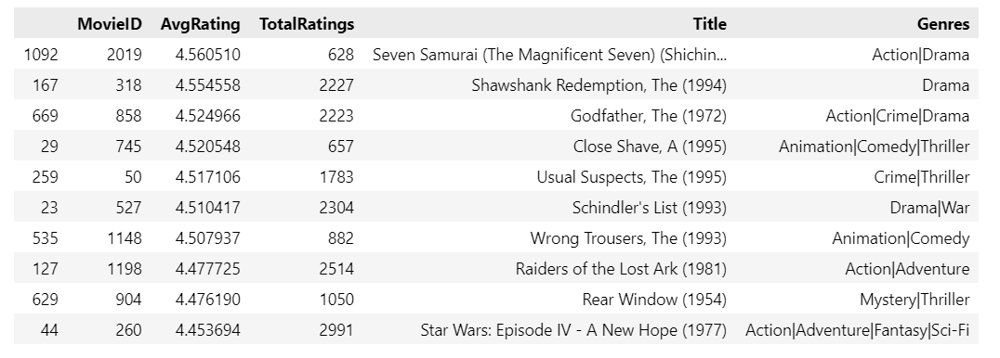 MovieID AvgRating TotalRatings Title Genres
1092 2019 4.560510 628 Seven Samurai (The Magnificent Seven) (Shichin... Action|Drama
167 318 4.554558 2227 Shawshank Redemption, The (1994) Drama
669 858 4.524966 2223 Godfather, The (1972) Action|Crime|Drama
29 745 4.520548 657 Close Shave, A (1995) Animation|Comedy|Thriller
259 50 4.517106 1783 Usual Suspects, The (1995) Crime|Thriller
23 527 4.510417 2304 Schindler's List (1993) Drama|War
535 1148 4.507937 882 Wrong Trousers, The (1993) Animation|Comedy
127 1198 4.477725 2514 Raiders of the Lost Ark (1981) Action|Adventure
629 904 4.476190 1050 Rear Window (1954) Mystery|Thriller
44 260 4.453694 2991 Star Wars: Episode IV - A New Hope (1977) Action|Adventure|Fantasy|Sci-Fi